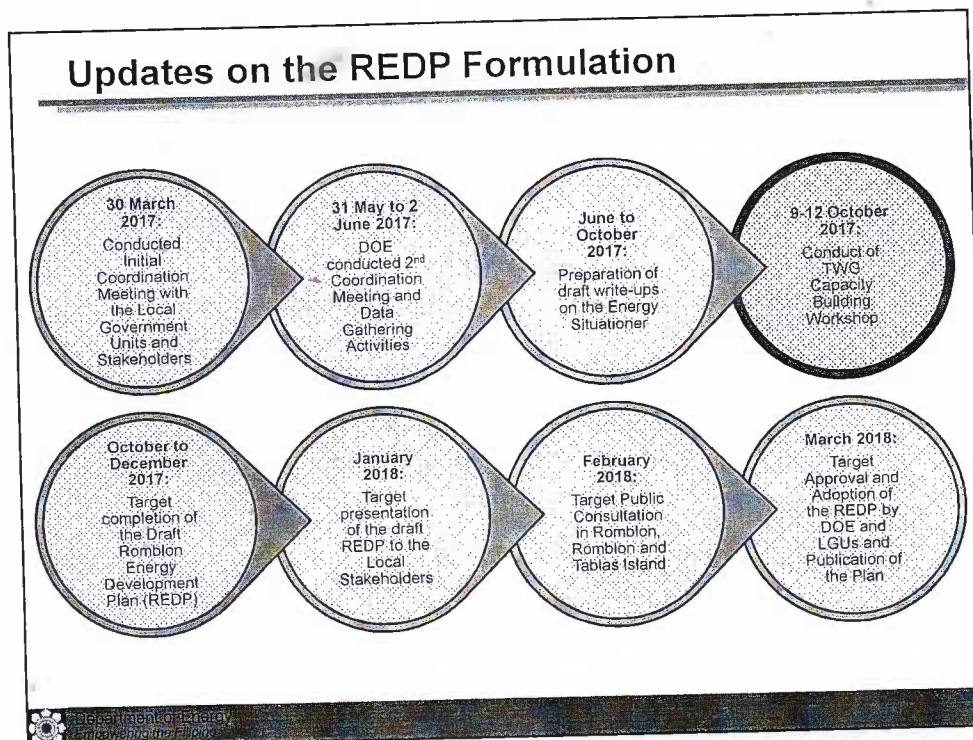 Updates on the REDP Formulation
30 March
2017:
Conducted
Initial
Coordination
Meeting with
the Local
Government
Units and
Stakeholders
31 May to 2
June 2017:
DOE
conducted 2nd
Coordination
Meeting and
Data
Gathering
Activities
June to
October
2017:
Preparation of
draft write-ups
on the Energy
Situationer
9-12 October
2017:
Conduct of
TWG
Capacity
Building
Workshop
October to
December
2017:
Target
completion of
the Draft
Romblon
Energy
Development
Plan (REDP)
January
2018:
Target
presentation
of the draft
REDP to the
Local
Stakeholders
February
2018:
Target Public
Consultation
in Romblon,
Romblon and
Tablas Island
March 2018:
Target
Approval and
Adoption of
the REDP by
DOE and
LGUs and
Publication of
the Plan
Department of Energy
Empowering the Filipino